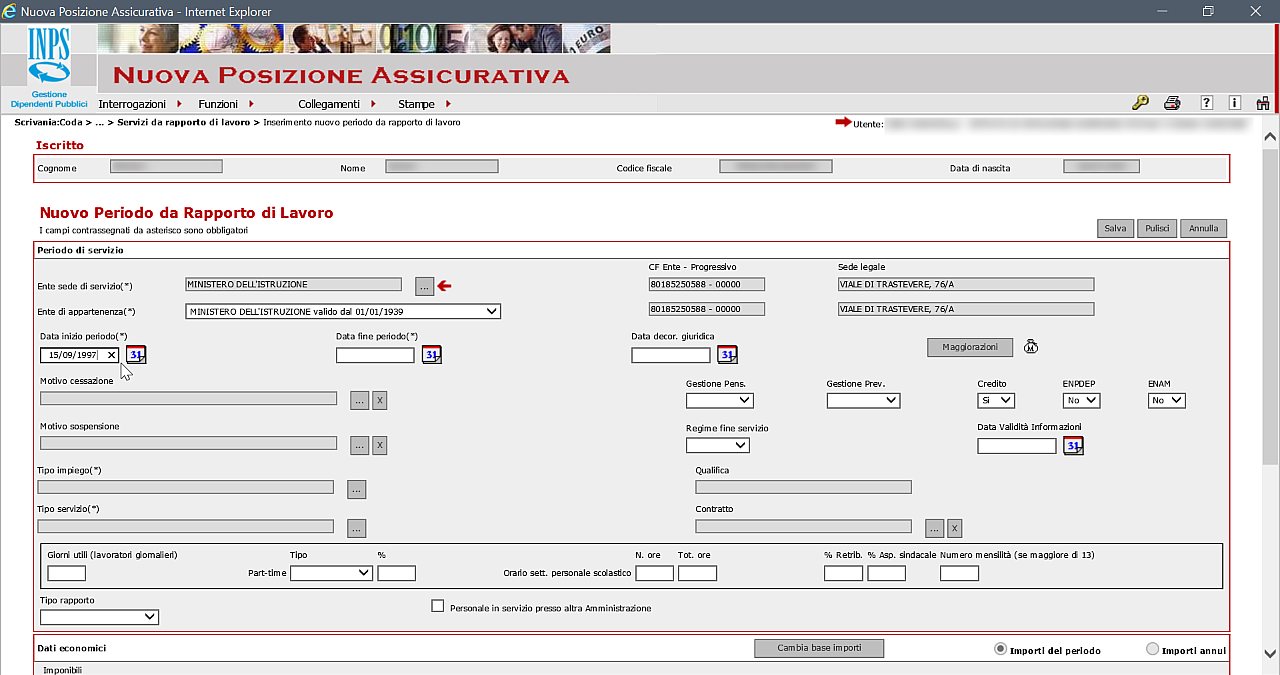 Nuova Posizione Assicurativa - Internet Explorer
INPS
Gestione
Dipendenti Pubblici
EURO
NUOVA POSIZIONE ASSICURATIVA
Interrogazioni Funzioni Collegamenti Stampe
Scrivania:Coda > ... > Servizi da rapporto di lavoro > Inserimento nuovo periodo da rapporto di lavoro Utente:
Iscritto
Cognome Nome Codice fiscale Data di nascita
Nuovo Periodo da Rapporto di Lavoro
I campi contrassegnati da asterisco sono obbligatori
Salva Pulisci Annulla
Periodo di servizio
CF Ente - Progressivo Sede legale
Ente sede di servizio(*) MINISTERO DELL'ISTRUZIONE ... 80185250588 - 00000 VIALE DI TRASTEVERE, 76/A
Ente di appartenenza(*) MINISTERO DELL'ISTRUZIONE valido dal 01/01/1939 80185250588 - 00000 VIALE DI TRASTEVERE, 76/A
Data inizio periodo(*) Data fine periodo(*) Data decor. giuridica
15/09/1997 X 31 31 31 Maggiorazioni M
Motivo cessazione Gestione Pens. Gestione Prev. Credito ENPDEP ENAM
... X Si No No
Motivo sospensione Regime fine servizio Data Validità Informazioni
... X 31
Tipo impiego(*) Qualifica
...
Tipo servizio(*) Contratto
... ... X
Giorni utili (lavoratori giornalieri) Tipo % N. ore Tot. ore % Retrib. % Asp. sindacale Numero mensilità (se maggiore di 13)
Part-time Orario sett. personale scolastico
Tipo rapporto
Personale in servizio presso altra Amministrazione
Dati economici Cambia base importi Importi del periodo Importi annui
Imponibili